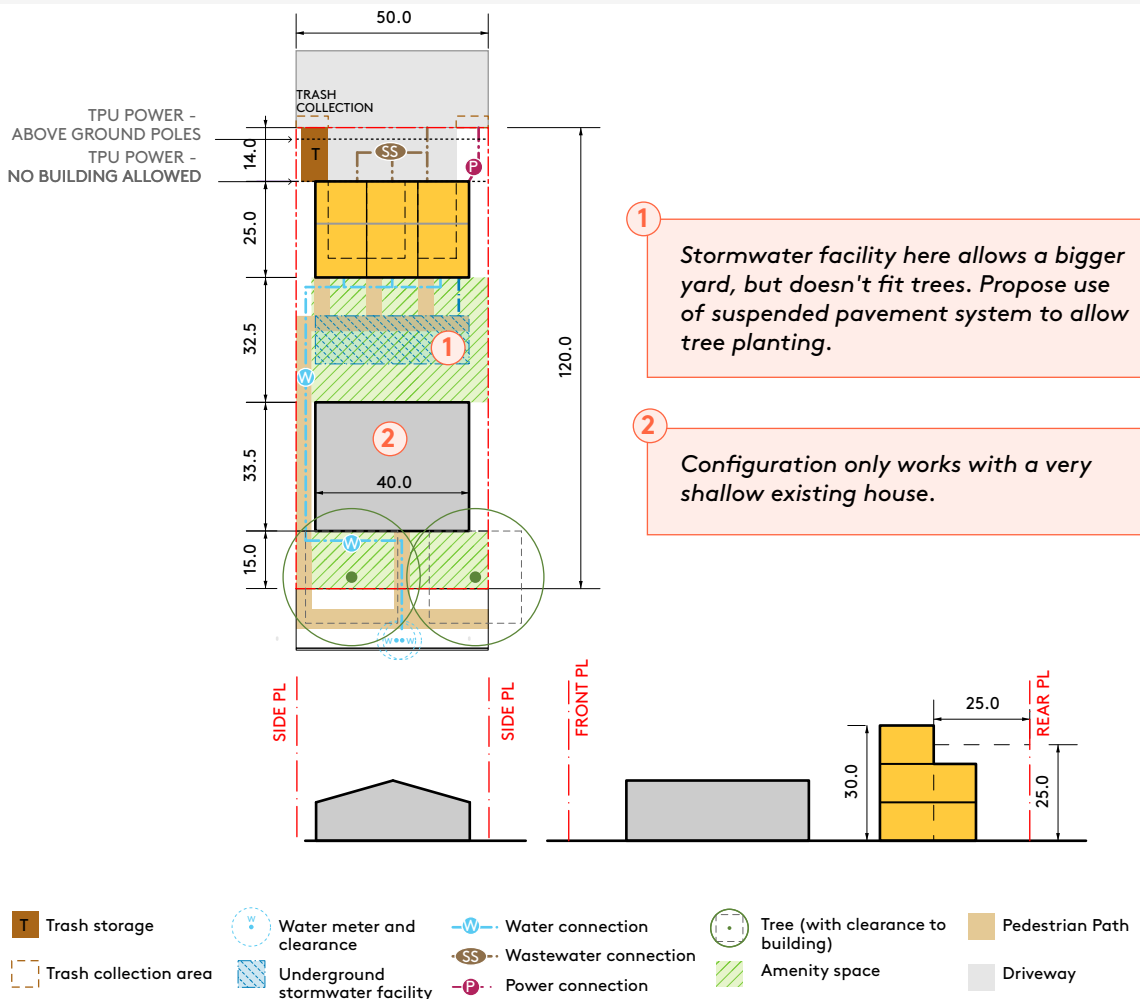 50.0
TRASH
COLLECTION
TPU POWER -
ABOVE GROUND POLES
TPU POWER -
NO BUILDING ALLOWED
14.0
T
SS
P
25.0
32.5
33.5
15.0
120.0
W
1
2
40.0
W
W W
1
Stormwater facility here allows a bigger
yard, but doesn't fit trees. Propose use
of suspended pavement system to allow
tree planting.
2
Configuration only works with a very
shallow existing house.
SIDE PL
SIDE PL
FRONT PL
REAR PL
25.0
30.0
25.0
T
Trash storage
Trash collection area
W
Water meter and
clearance
Underground
stormwater facility
W
Water connection
SS
Wastewater connection
P
Power connection
Tree (with clearance to
building)
Amenity space
Pedestrian Path
Driveway